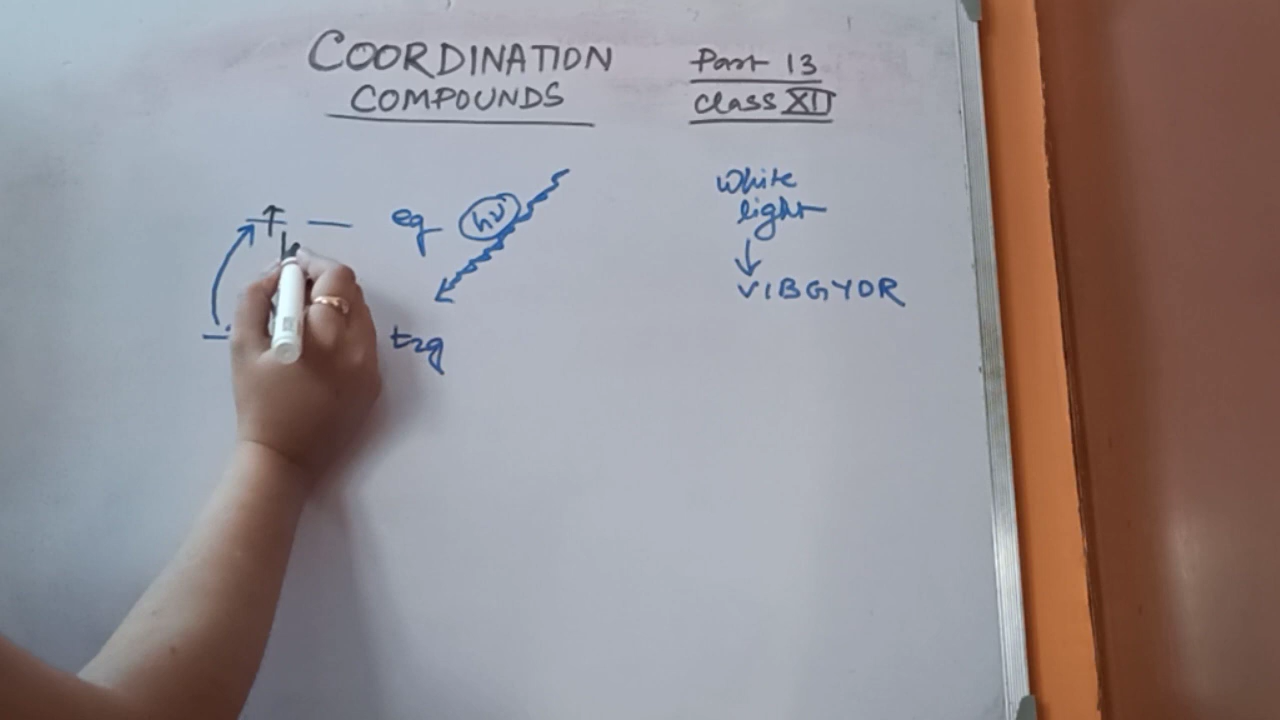 COORDINATION
COMPOUNDS
Part 13
Class XII
eg
hν
t2g
White
light
VIBGYOR